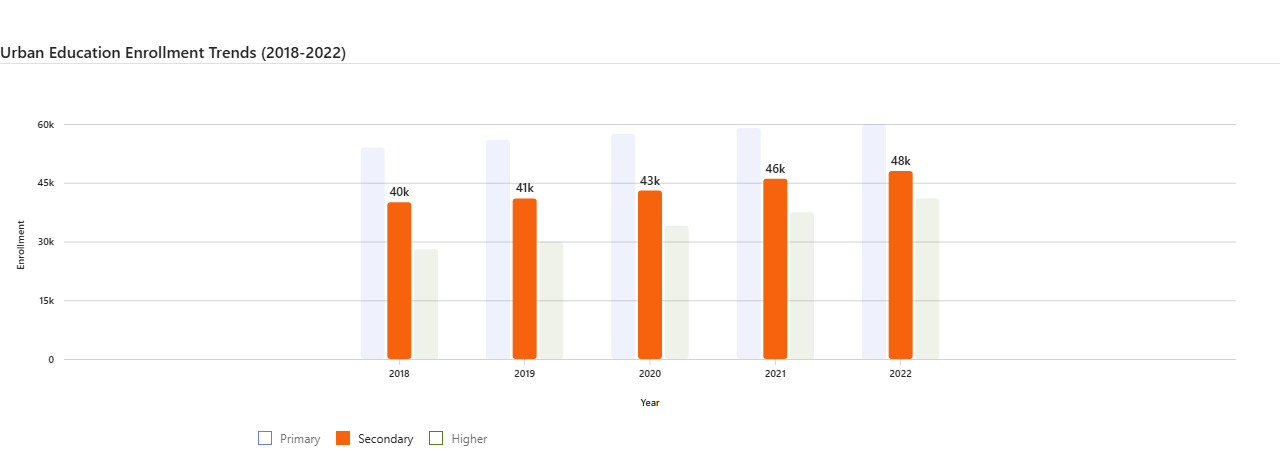 Urban Education Enrollment Trends (2018-2022)
Enrollment
60k
45k
30k
15k
0
40k
41k
43k
46k
48k
2018
2019
2020
2021
2022
Year
Primary
Secondary
Higher